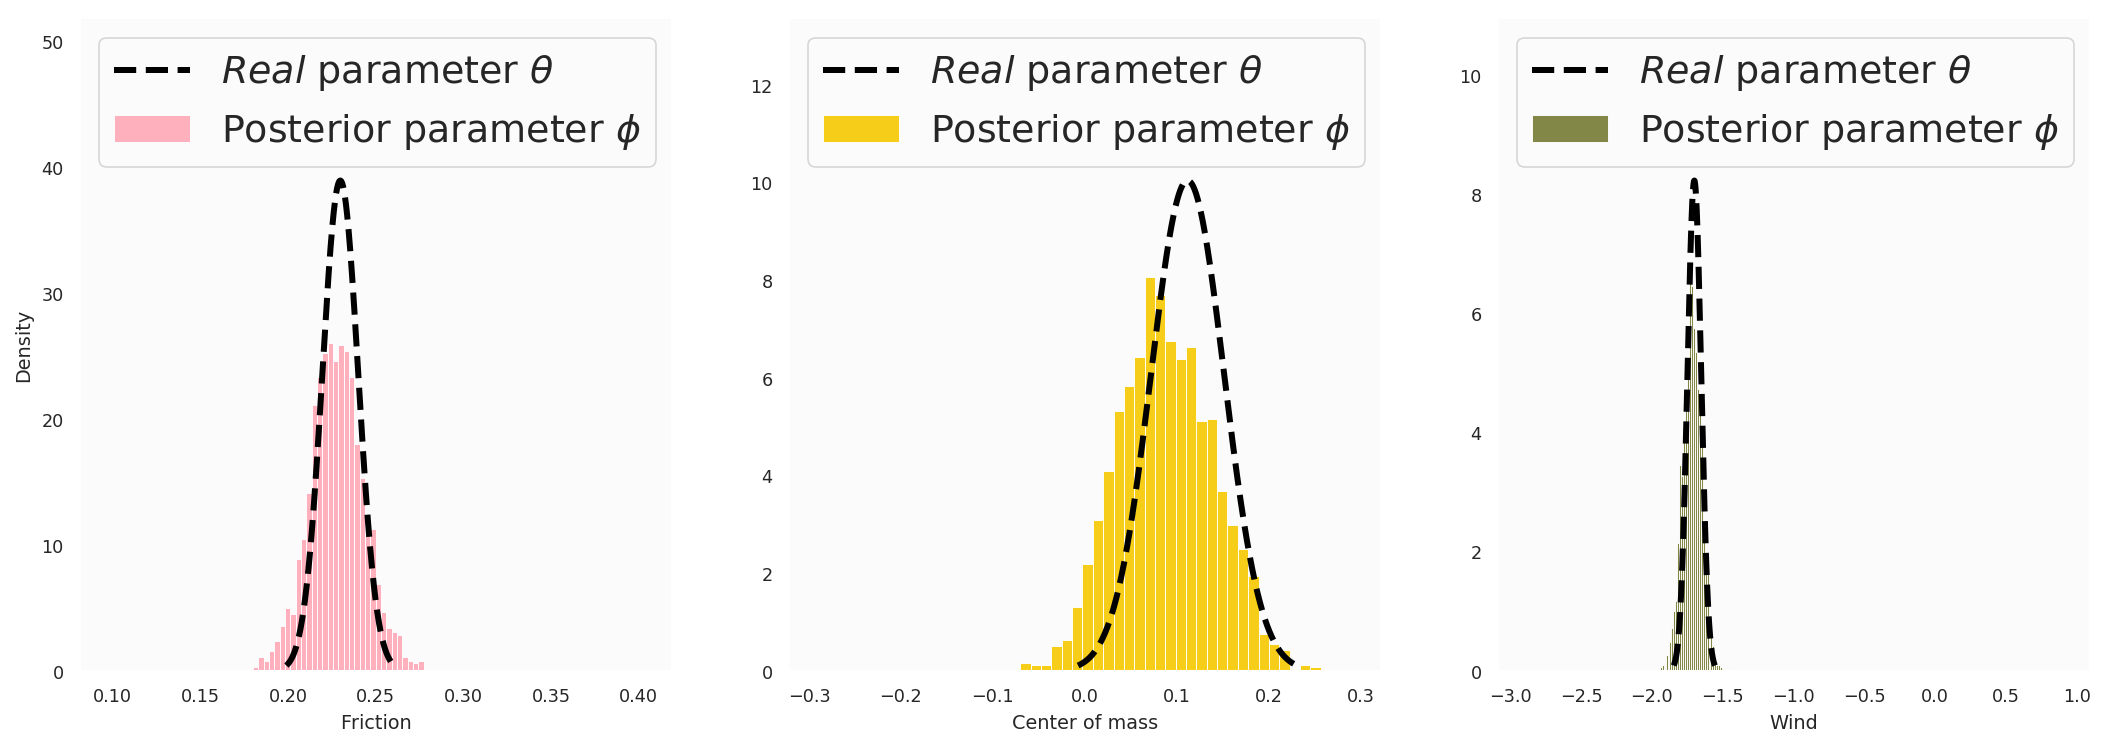 50
40
30
20
10
0
Density
Real parameter θ
Posterior parameter ϕ
0.10 0.15 0.20 0.25 0.30 0.35 0.40
Friction
12
10
8
6
4
2
0
Real parameter θ
Posterior parameter ϕ
−0.3 −0.2 −0.1 0.0 0.1 0.2 0.3
Center of mass
10
8
6
4
2
0
Real parameter θ
Posterior parameter ϕ
−3.0 −2.5 −2.0 −1.5 −1.0 −0.5 0.0 0.5 1.0
Wind